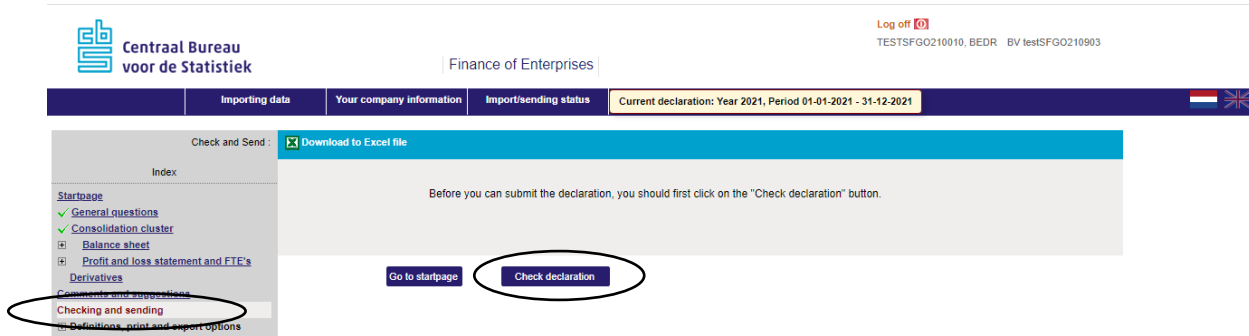 Log off
Centraal Bureau
voor de Statistiek
Finance of Enterprises
TESTSFGO210010, BEDR BV testSFGO210903
Importing data Your company information Import/sending status Current declaration: Year 2021, Period 01-01-2021 - 31-12-2021
Check and Send :
Download to Excel file
Index
Before you can submit the declaration, you should first click on the "Check declaration" button.
Startpage
General questions
Consolidation cluster
Balance sheet
Profit and loss statement and FTE's
Derivatives
Go to startpage Check declaration
Comments and suggestions
Checking and sending
Definitions, print and export options